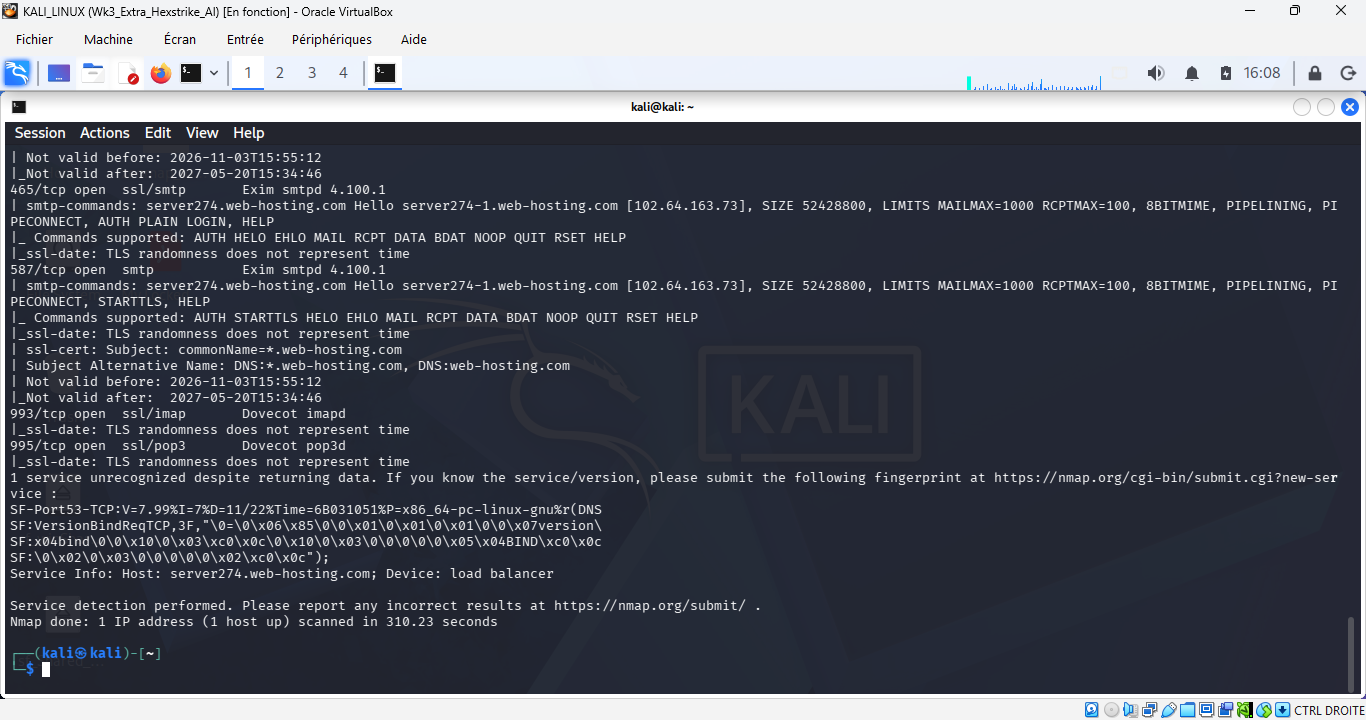 KALI_LINUX (Wk3_Extra_Hexstrike_AI) [En fonction] - Oracle VirtualBox
Fichier Machine Écran Entrée Périphériques Aide
1 2 3 4 16:08
kali@kali: ~
Session Actions Edit View Help
| Not valid before: 2026-11-03T15:55:12
|_Not valid after:  2027-05-20T15:34:46
465/tcp open  ssl/smtp       Exim smtpd 4.100.1
| smtp-commands: server274.web-hosting.com Hello server274-1.web-hosting.com [102.64.163.73], SIZE 52428800, LIMITS MAILMAX=1000 RCPTMAX=100, 8BITMIME, PIPELINING, PI
PECONNECT, AUTH PLAIN LOGIN, HELP
|_ Commands supported: AUTH HELO EHLO MAIL RCPT DATA BDAT NOOP QUIT RSET HELP
|_ssl-date: TLS randomness does not represent time
587/tcp open  smtp           Exim smtpd 4.100.1
| smtp-commands: server274.web-hosting.com Hello server274-1.web-hosting.com [102.64.163.73], SIZE 52428800, LIMITS MAILMAX=1000 RCPTMAX=100, 8BITMIME, PIPELINING, PI
PECONNECT, STARTTLS, HELP
|_ Commands supported: AUTH STARTTLS HELO EHLO MAIL RCPT DATA BDAT NOOP QUIT RSET HELP
|_ssl-date: TLS randomness does not represent time
| ssl-cert: Subject: commonName=*.web-hosting.com
| Subject Alternative Name: DNS:*.web-hosting.com, DNS:web-hosting.com
| Not valid before: 2026-11-03T15:55:12
|_Not valid after:  2027-05-20T15:34:46
993/tcp open  ssl/imap       Dovecot imapd
|_ssl-date: TLS randomness does not represent time
995/tcp open  ssl/pop3       Dovecot pop3d
|_ssl-date: TLS randomness does not represent time
1 service unrecognized despite returning data. If you know the service/version, please submit the following fingerprint at https://nmap.org/cgi-bin/submit.cgi?new-ser
vice :
SF-Port53-TCP:V=7.99%I=7%D=11/22%Time=6B031051%P=x86_64-pc-linux-gnu%r(DNS
SF:VersionBindReqTCP,3F,"\0=\0\x06\x85\0\0\x01\0\x01\0\x01\0\0\x07version\
SF:x04bind\0\0\x10\0\x03\xc0\x0c\0\x10\0\x03\0\0\0\0\0\x05\x04BIND\xc0\x0c
SF:\0\x02\0\x03\0\0\0\0\0\x02\xc0\x0c");
Service Info: Host: server274.web-hosting.com; Device: load balancer
Service detection performed. Please report any incorrect results at https://nmap.org/submit/ .
Nmap done: 1 IP address (1 host up) scanned in 310.23 seconds
┌──(kali㉿kali)-[~]
└─$
KALI
CTRL DROITE